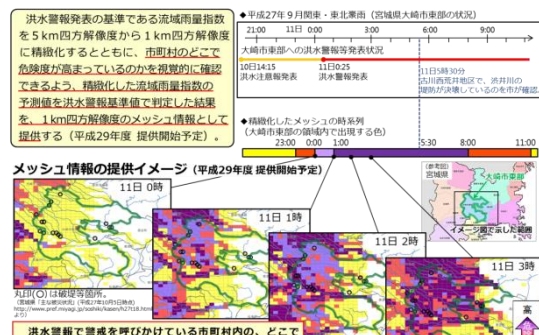 洪水警報発表の基準である流域雨量指数
を5km四方解像度から1km四方解像度
に精緻化するとともに、市町村のどこで
危険度が高まっているのかを視覚的に確認
できるよう、精緻化した流域雨量指数の
予測値を洪水警報基準値で判定した結果
を、1km四方解像度のメッシュ情報として
提供する（平成29年度 提供開始予定）。
◆平成27年9月関東・東北豪雨（宮城県大崎市東部の状況）
21:00 11日 0:00 3:00 6:00 9:00
大崎市東部への洪水警報等発表状況
10日14:15
洪水注意報発表
11日0:25
洪水警報発表
11日5時30分
古川西荒井地区で、渋井川の
堤防が決壊しているのを市が確認
◆精緻化したメッシュの時系列
（大崎市東部の領域内で出現する色）
23:00 0:00 1:00 5:30 8:00 11:00
メッシュ情報の提供イメージ（平成29年度 提供開始予定）
（参考図）
宮城県
大崎市東部
イメージ図で示した範囲
11日 0時
11日 1時
11日 2時
11日 3時
丸印(○)は破堤等箇所。
高
洪水警報で警戒を呼びかけている市町村内の、どこで